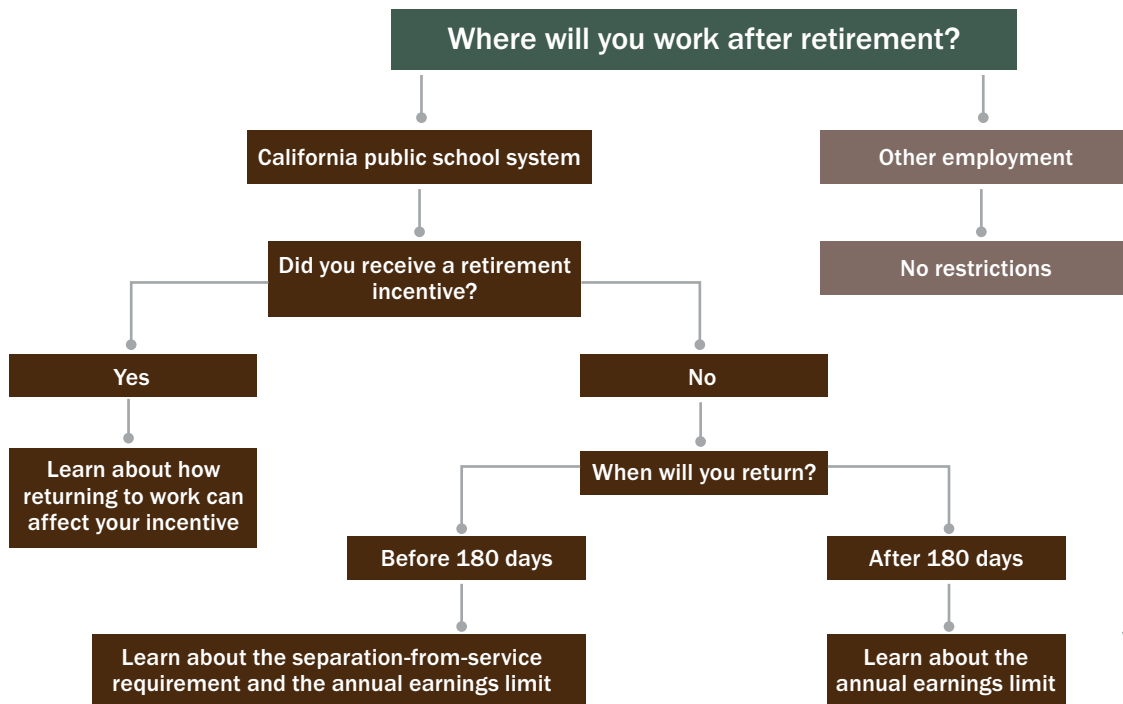 Where will you work after retirement?
California public school system
Other employment
Did you receive a retirement
incentive?
No restrictions
Yes
No
Learn about how
returning to work can
affect your incentive
When will you return?
Before 180 days
After 180 days
Learn about the separation-from-service
requirement and the annual earnings limit
Learn about the
annual earnings limit